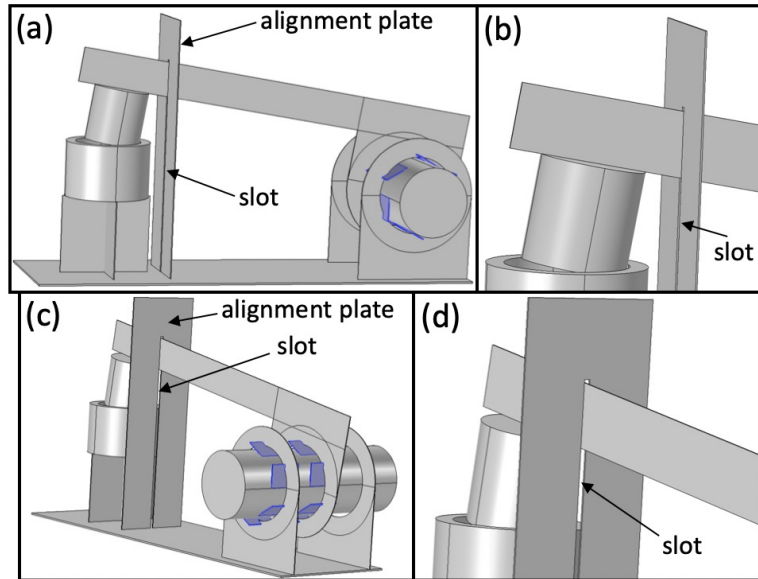 (a)
alignment plate
slot
(b)
slot
(c)
alignment plate
slot
(d)
slot